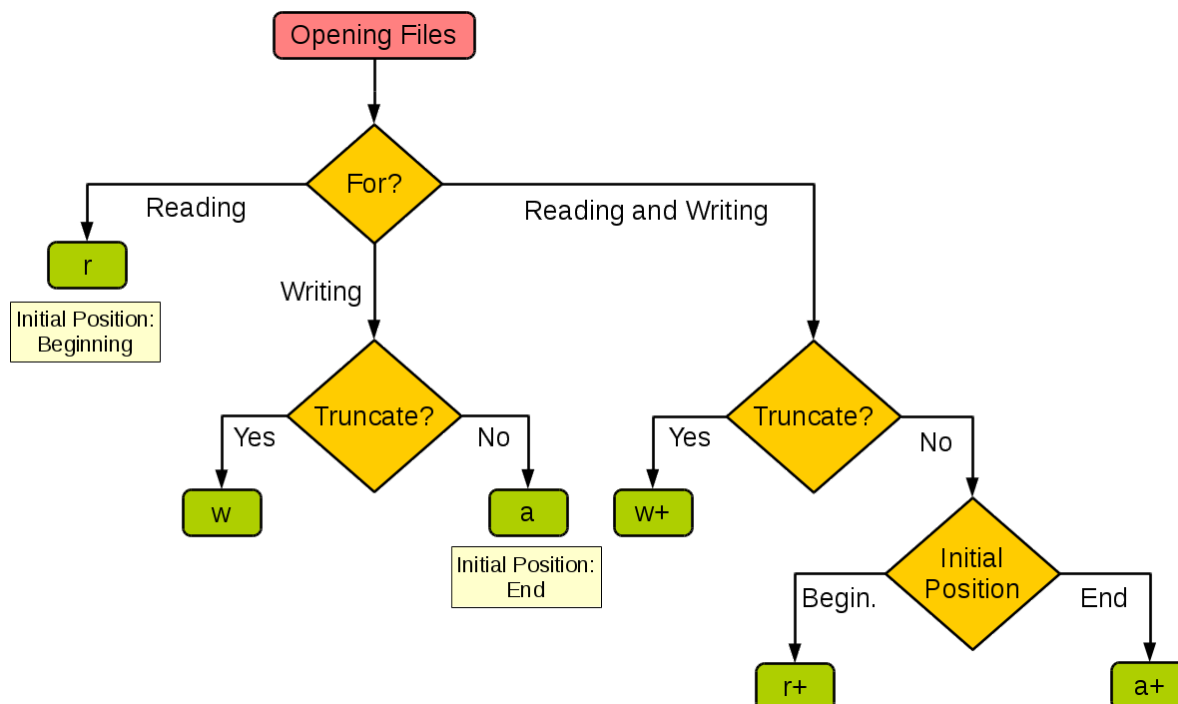 Opening Files
For?
Reading
Reading and Writing
r
Writing
Initial Position:
Beginning
Truncate?
Yes
No
w
a
Initial Position:
End
Truncate?
Yes
No
w+
Initial
Position
Begin.
End
r+
a+